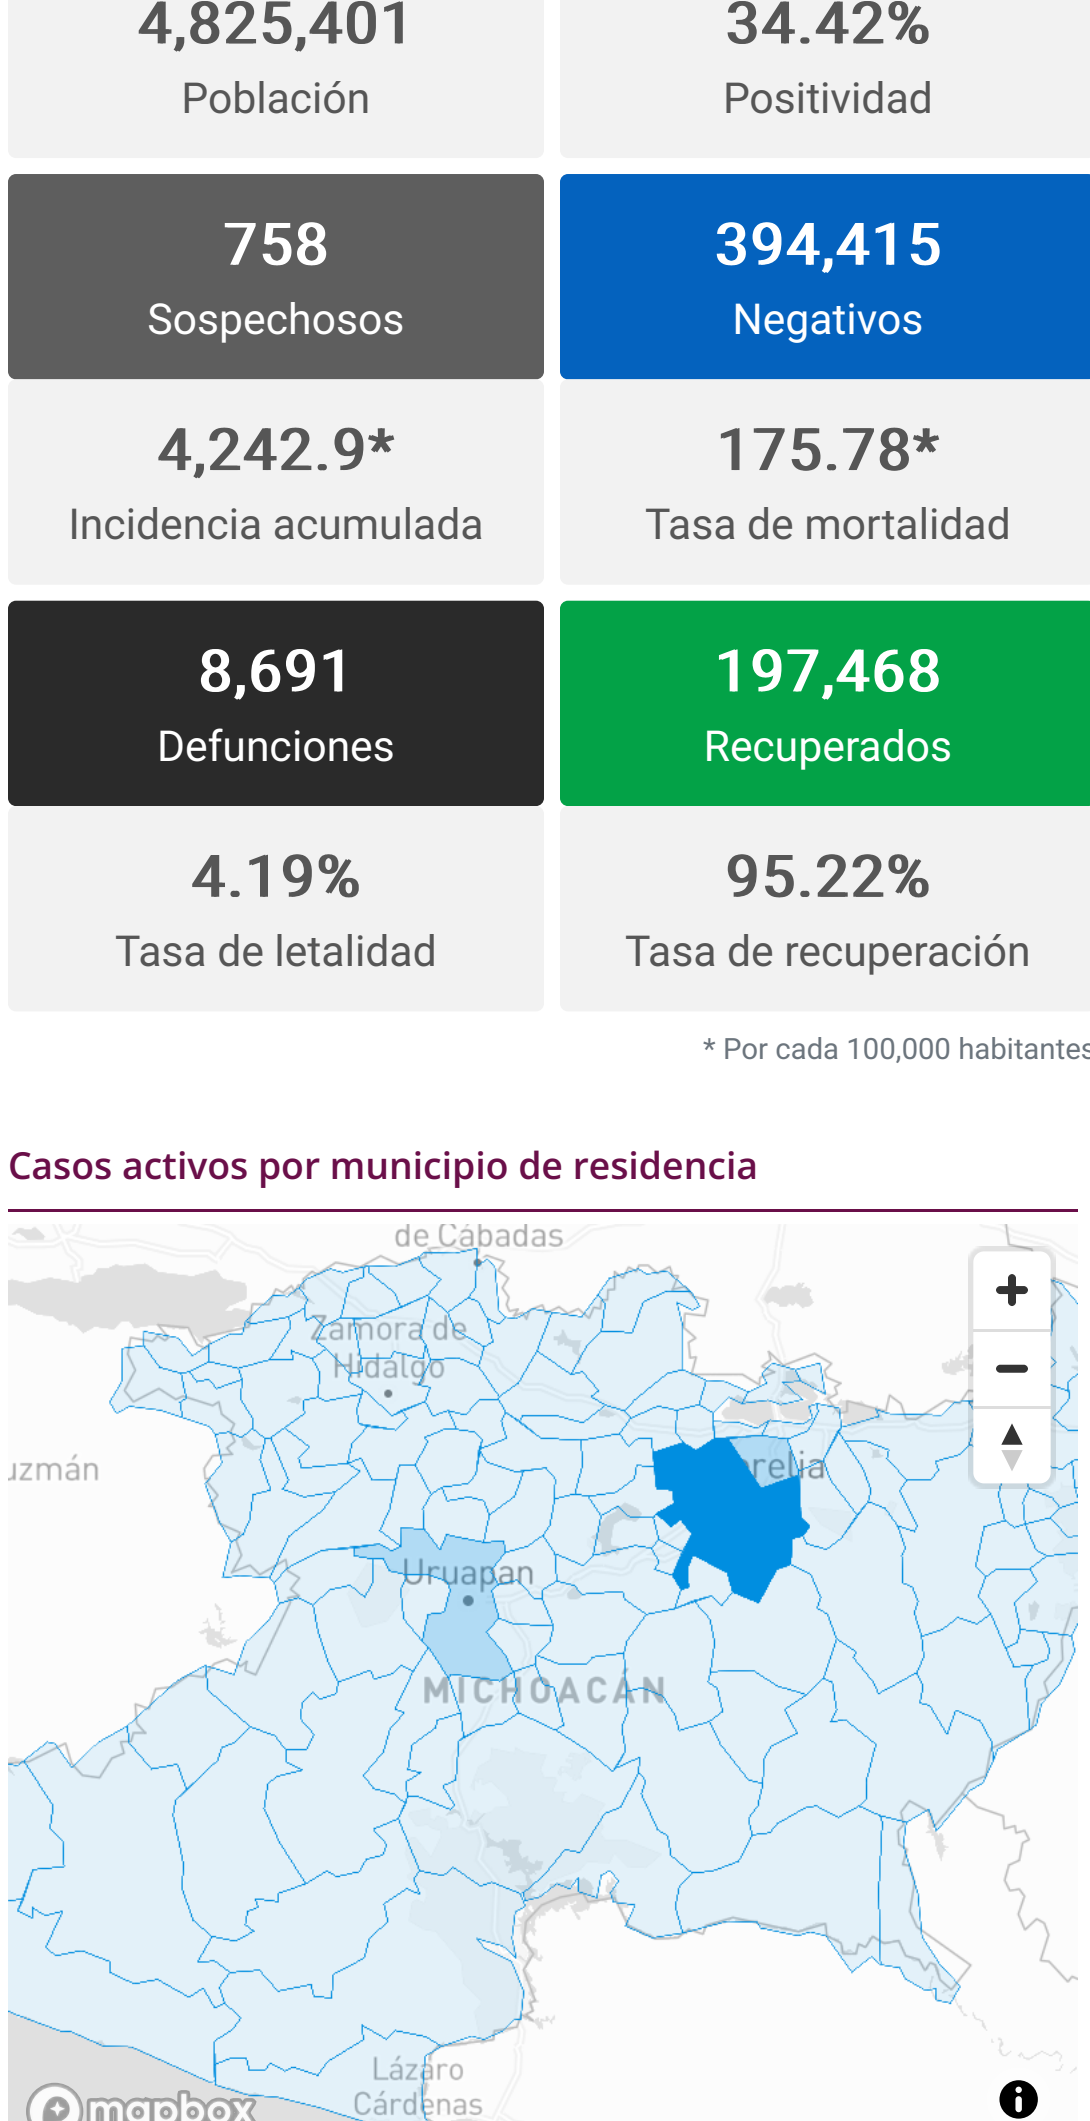 4,825,401
Población
34.42%
Positividad
758
Sospechosos
394,415
Negativos
4,242.9*
Incidencia acumulada
175.78*
Tasa de mortalidad
8,691
Defunciones
197,468
Recuperados
4.19%
Tasa de letalidad
95.22%
Tasa de recuperación
* Por cada 100,000 habitantes
Casos activos por municipio de residencia
de Cábadas
Zamora de
Hidalgo
uzmán
orelia
Uruapan
MICHOACÁN
Lázaro
Cárdenas
mapbox